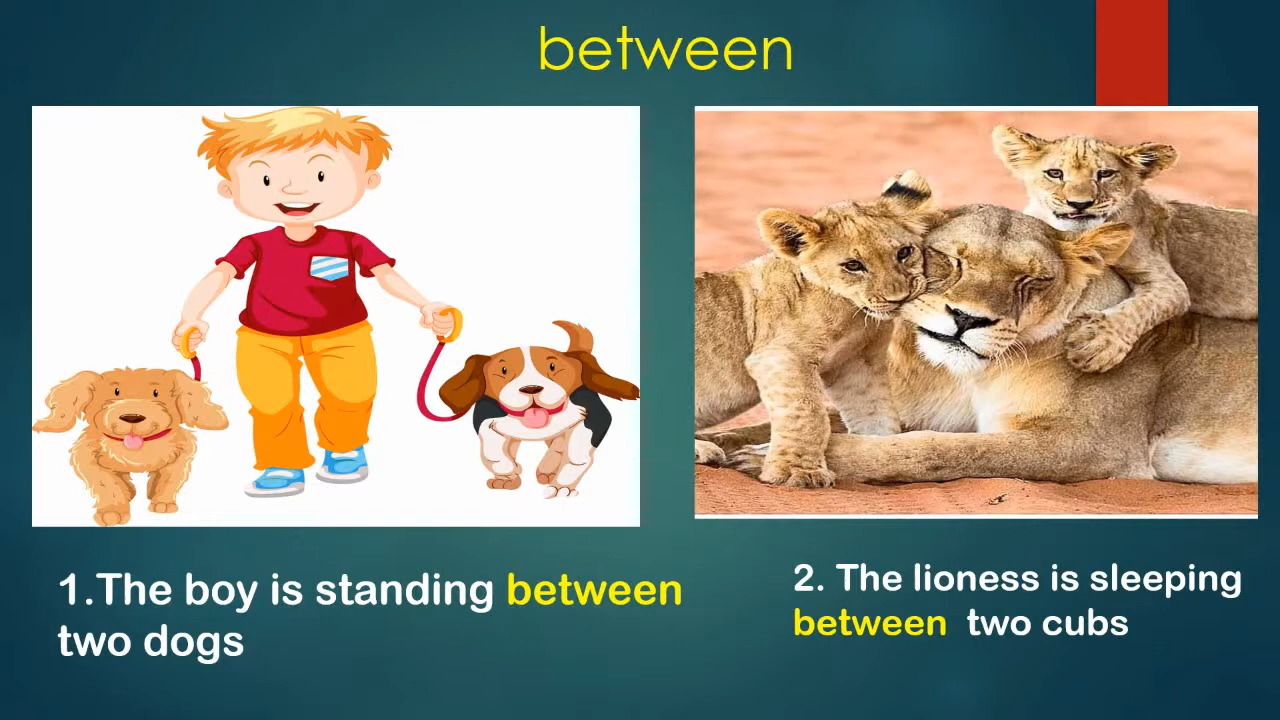 between
1.The boy is standing between
two dogs
2. The lioness is sleeping
between two cubs